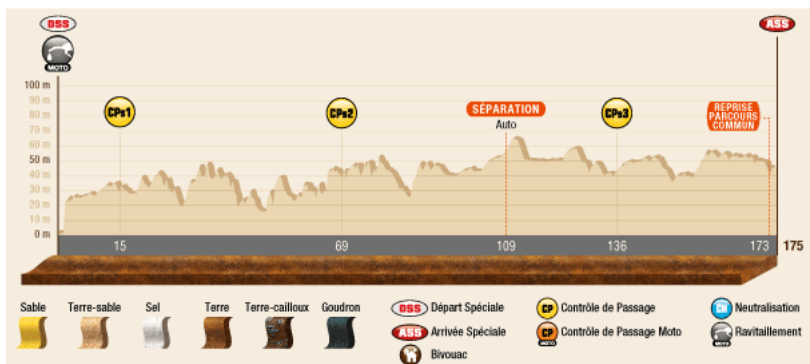 DSS
MOTO
ASS
100 m
90 m
80 m
70 m
60 m
50 m
40 m
30 m
20 m
10 m
0 m
CPs1
CPs2
SÉPARATION
Auto
CPs3
REPRISE
PARCOURS
COMMUN
15 69 109 136 173 175
Sable Terre-sable Sel Terre Terre-cailloux Goudron
DSS Départ Spéciale
ASS Arrivée Spéciale
Bivouac
CP Contrôle de Passage
CP MOTO Contrôle de Passage Moto
CN Neutralisation
Ravitaillement